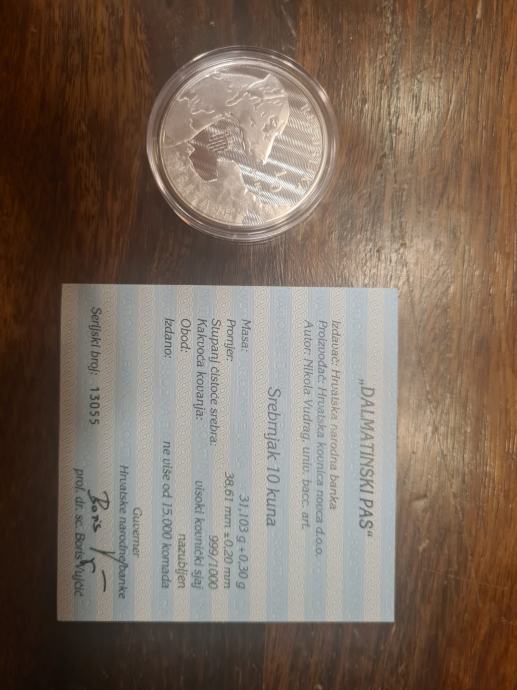 „DALMATINSKI PAS“
Izdavač: Hrvatska narodna banka
Proizvođač: Hrvatska kovnica novca d.o.o.
Autor: Nikola Vudrag, univ. bacc. art.
Srebrnjak 10 kuna
Masa: 31,103 g +0,30 g
Promjer: 38,61 mm ±0,20 mm
Stupanj čistoće srebra: 999/1000
Kakvoća kovanja: visoki kovnički sjaj
Obod: nazubljen
Izdano: ne više od 15.000 komada
Guverner
Hrvatske narodne banke
prof. dr. sc. Boris Vujčić
Serijski broj: 13055